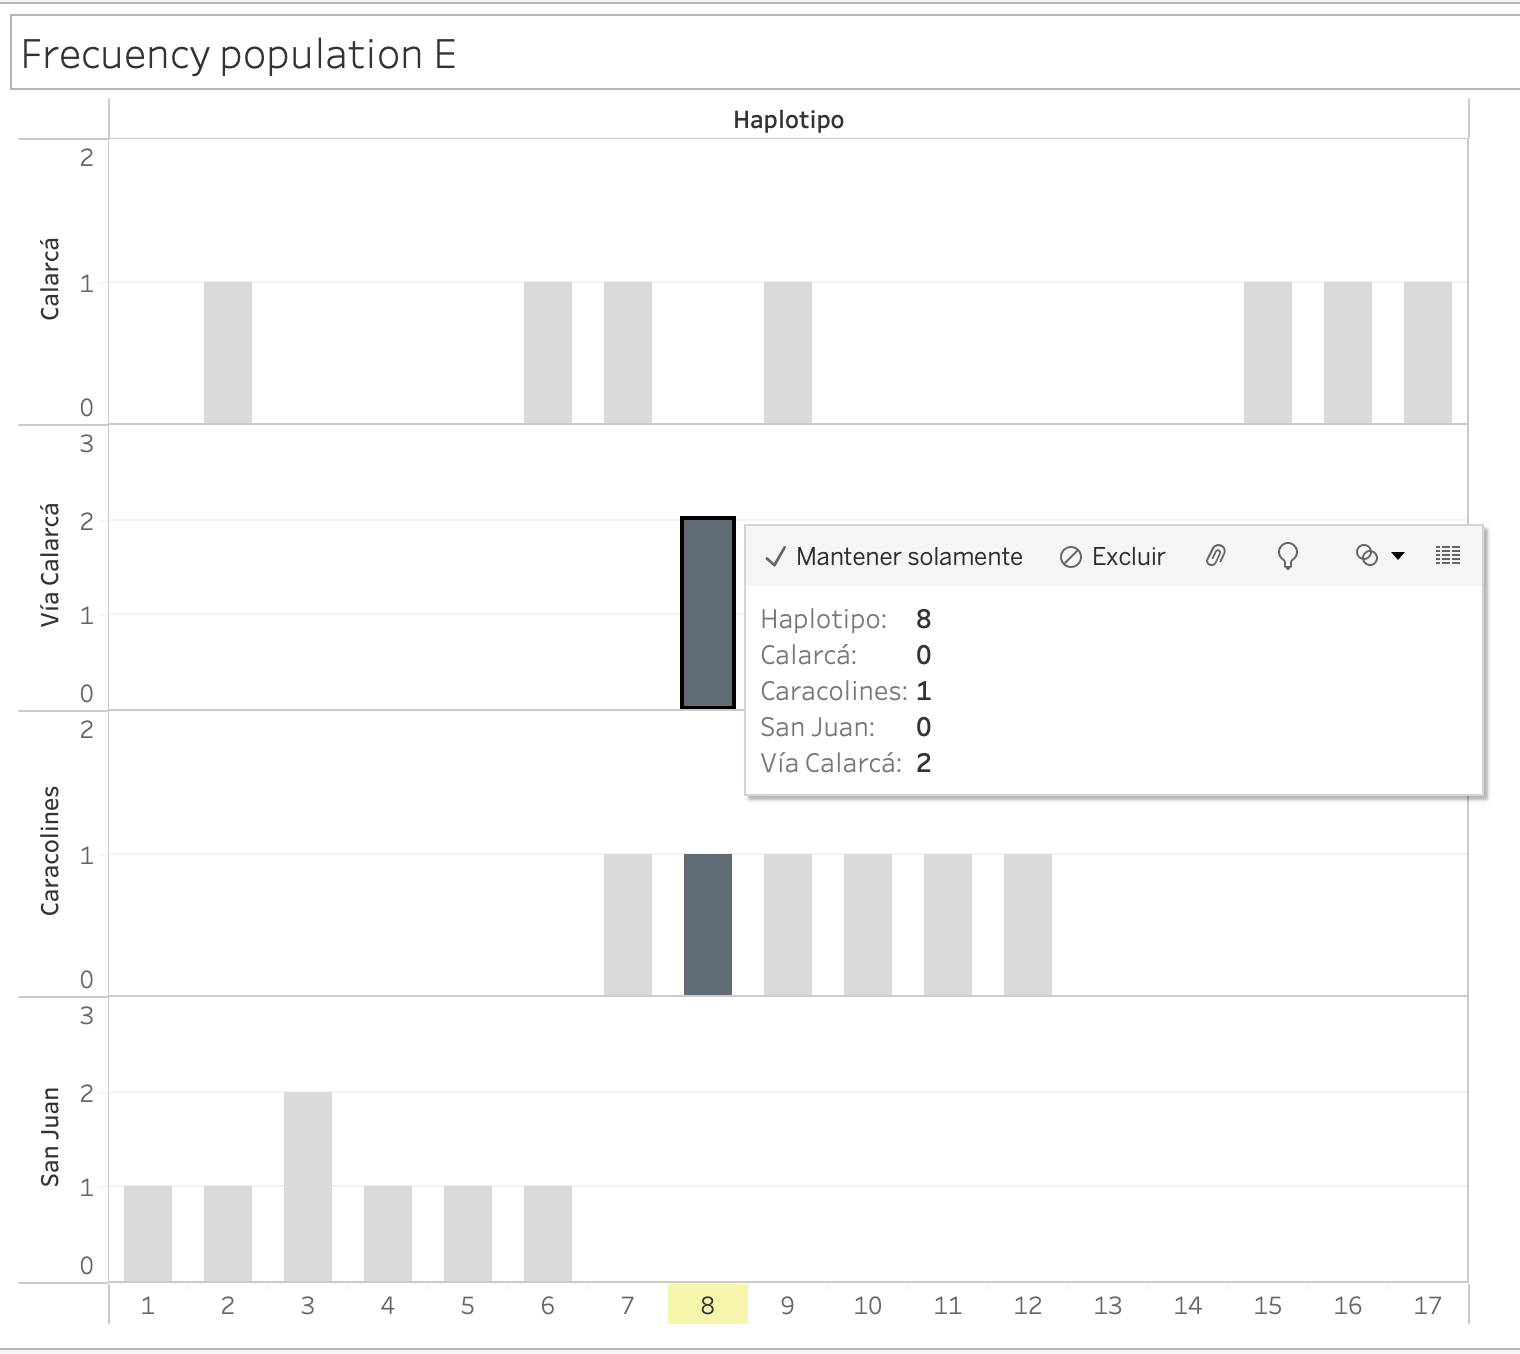 Frecuency population E
Haplotipo
2
Calarcá
1
0
3
Vía Calarcá
2
1
0
Mantener solamente Excluir
Haplotipo: 8
Calarcá: 0
Caracolines: 1
San Juan: 0
Vía Calarcá: 2
2
Caracolines
1
0
3
San Juan
2
1
0
1 2 3 4 5 6 7 8 9 10 11 12 13 14 15 16 17